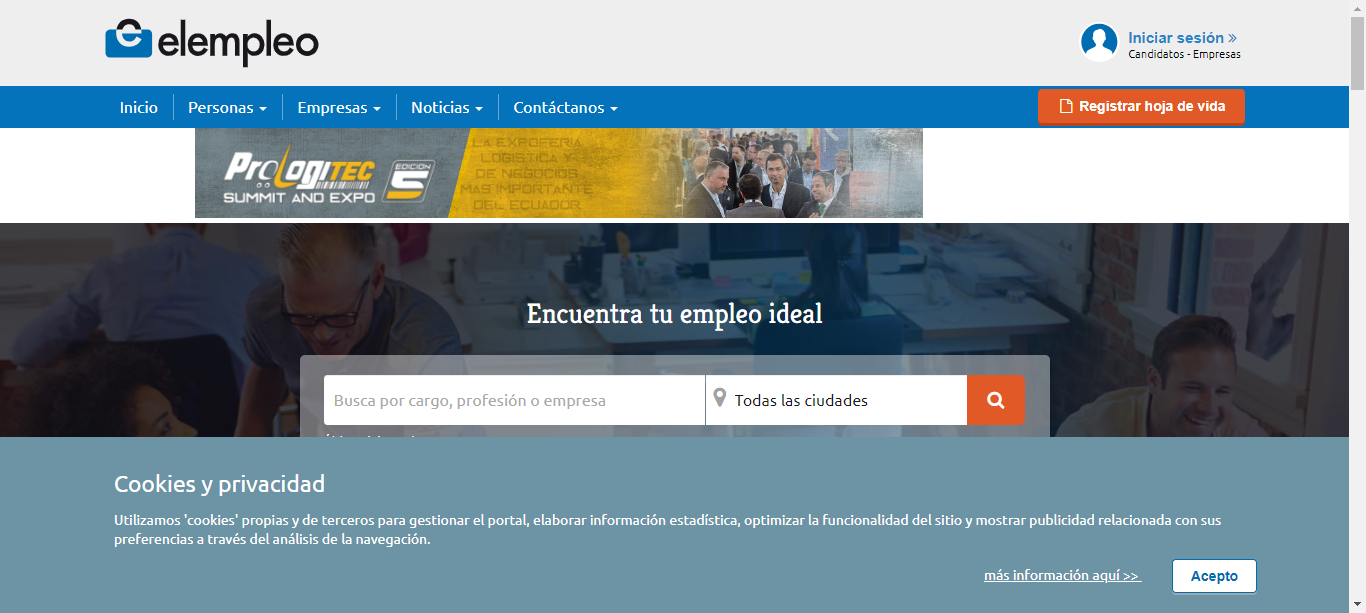 elempleo
Iniciar sesión »
Candidatos - Empresas
Inicio
Personas
Empresas
Noticias
Contáctanos
Registrar hoja de vida
ProLogiTEC
SUMMIT AND EXPO
EDICION
5
LA EXPOFERIA
LOGISTICA Y
DE NEGOCIOS
MAS IMPORTANTE
DEL ECUADOR
Encuentra tu empleo ideal
Busca por cargo, profesión o empresa
Todas las ciudades
Cookies y privacidad
Utilizamos 'cookies' propias y de terceros para gestionar el portal, elaborar información estadística, optimizar la funcionalidad del sitio y mostrar publicidad relacionada con sus
preferencias a través del análisis de la navegación.
más información aquí >>
Acepto